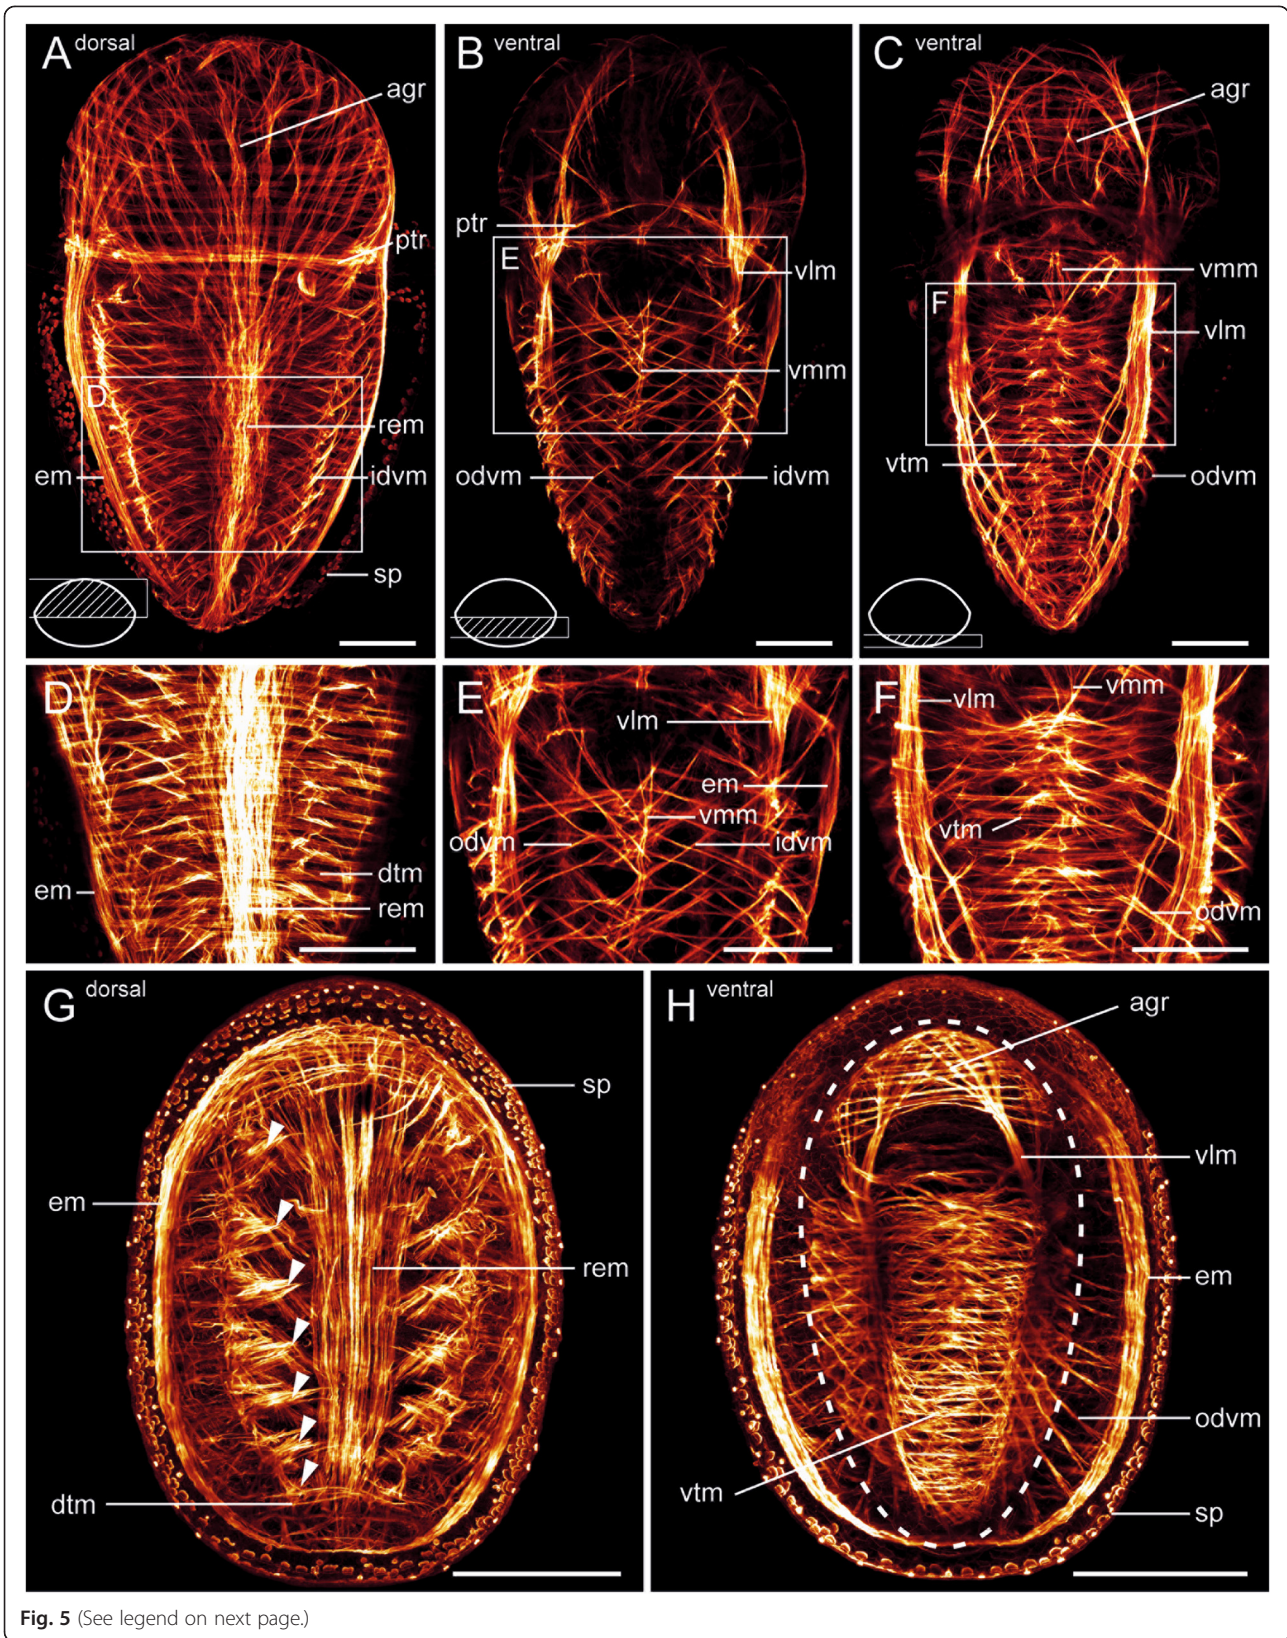 A dorsal
agr
ptr
D
rem
em
idvm
sp
B ventral
ptr
E
vlm
vmm
odvm
idvm
C ventral
agr
vmm
F
vlm
vtm
odvm
D
dtm
em
rem
E
vlm
em
vmm
odvm
idvm
F
vlm
vmm
vtm
odvm
G dorsal
sp
em
rem
dtm
H ventral
agr
vlm
em
odvm
vtm
sp
Fig. 5 (See legend on next page.)